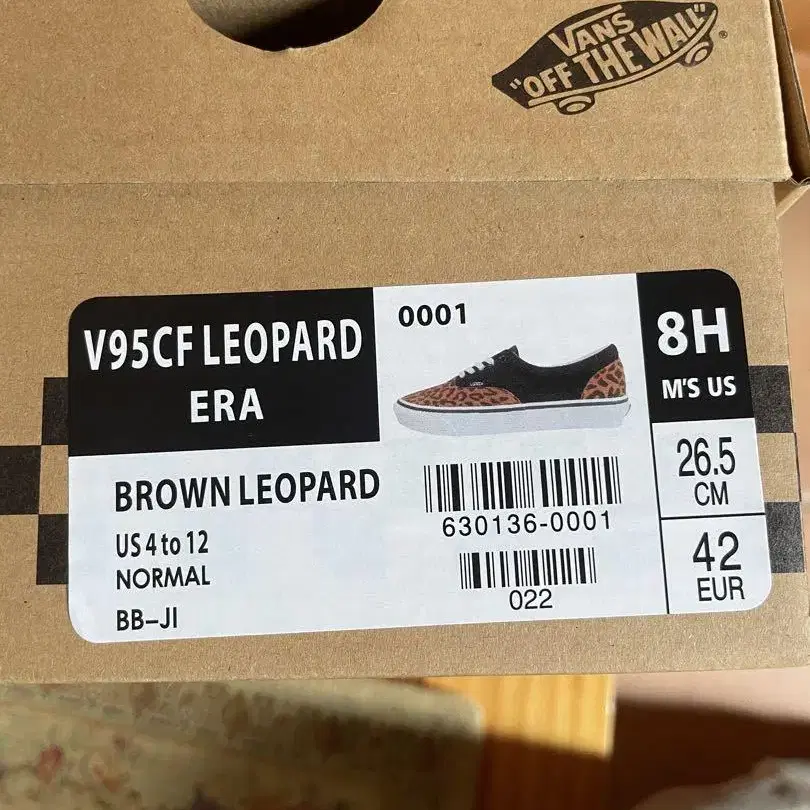 VANS
"OFF THE WALL"
V95CF LEOPARD
ERA
0001
8H
M'S US
BROWN LEOPARD
US 4 to 12
NORMAL
BB-JI
630136-0001
022
26.5
CM
42
EUR